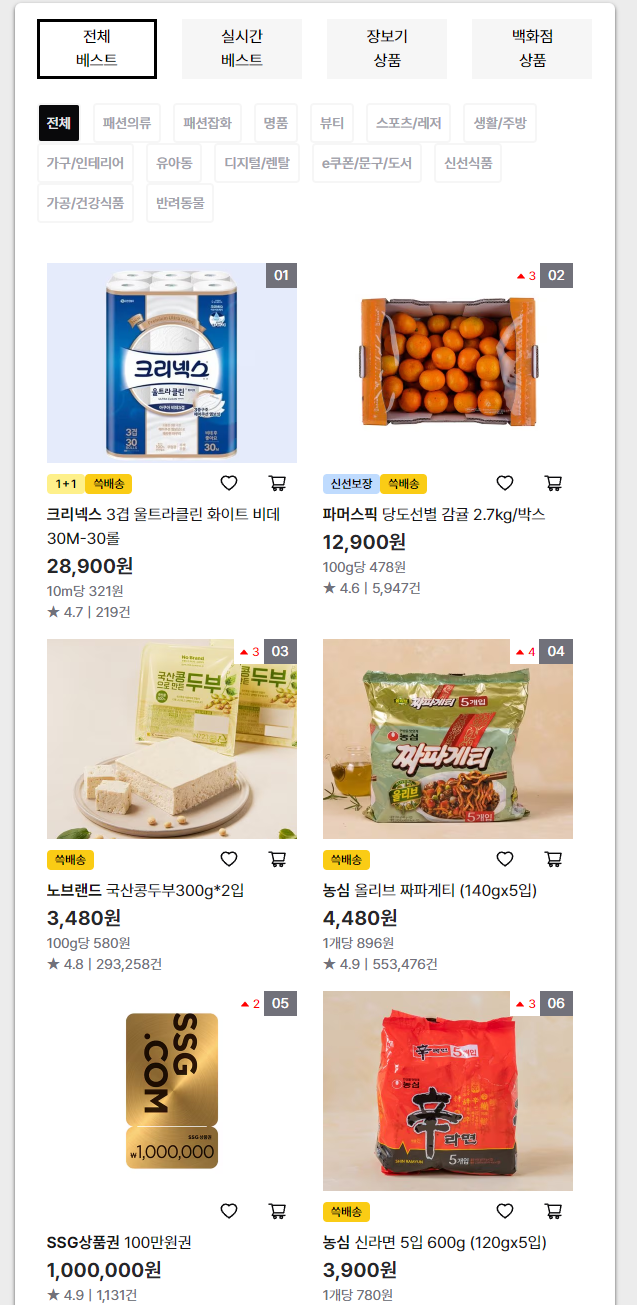 전체
베스트
실시간
베스트
장보기
상품
백화점
상품
전체
패션의류
패션잡화
명품
뷰티
스포츠/레저
생활/주방
가구/인테리어
유아동
디지털/렌탈
e쿠폰/문구/도서
신선식품
가공/건강식품
반려동물
01
크리넥스
울트라클린
3겹
30
30M
1+1
쓱배송
크리넥스 3겹 울트라클린 화이트 비데
30M-30롤
28,900원
10m당 321원
★ 4.7 | 219건
3
02
신선보장
쓱배송
파머스픽 당도선별 감귤 2.7kg/박스
12,900원
100g당 478원
★ 4.6 | 5,947건
3
03
No Brand
국산콩
으로 만든
두부
쓱배송
노브랜드 국산콩두부300g*2입
3,480원
100g당 580원
★ 4.8 | 293,258건
4
04
짜파게티 5개입
농심
짜파게티
올리브
5개입
쓱배송
농심 올리브 짜파게티 (140gx5입)
4,480원
1개당 896원
★ 4.9 | 553,476건
2
05
SSG
.COM
SSG상품권
₩1,000,000
SSG상품권 100만원권
1,000,000원
★ 4.9 | 1,131건
3
06
辛라면 5개입
농심
辛라면
SHIN RAMYUN
5개입
쓱배송
농심 신라면 5입 600g (120gx5입)
3,900원
1개당 780원